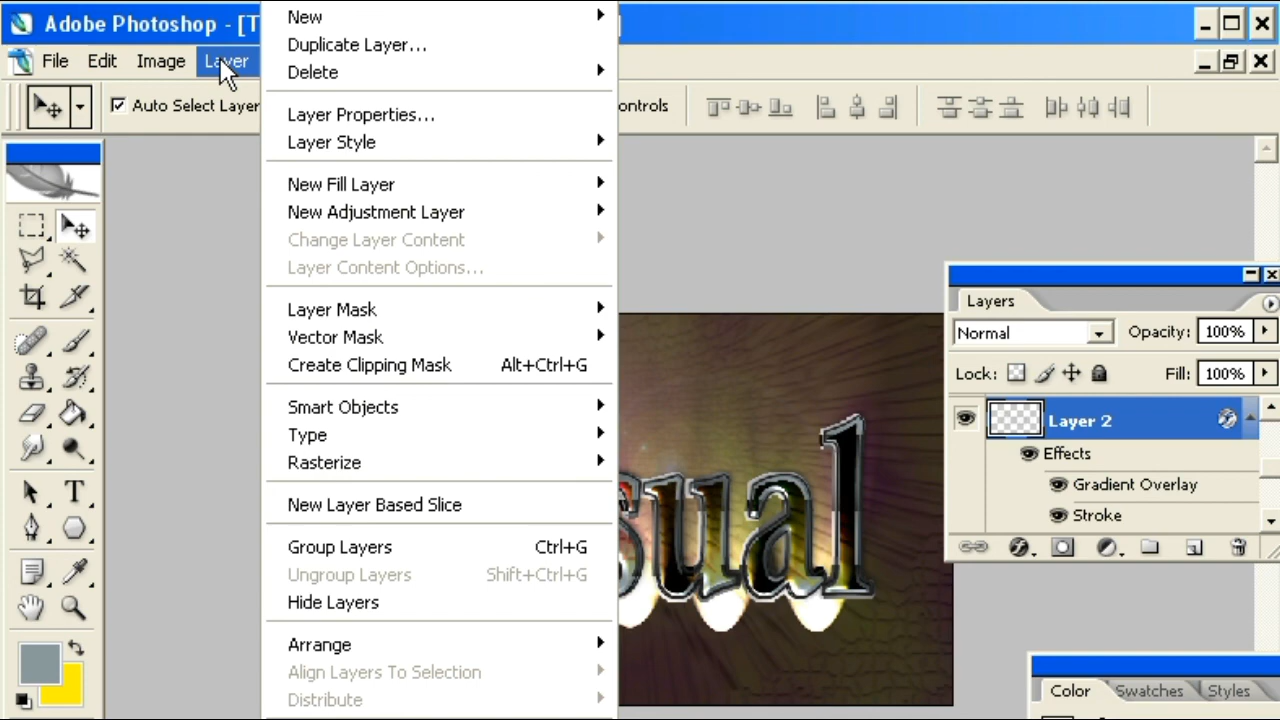 Adobe Photoshop - [T
File Edit Image Layer
Auto Select Layer
ontrols
New
Duplicate Layer...
Delete
Layer Properties...
Layer Style
New Fill Layer
New Adjustment Layer
Change Layer Content
Layer Content Options...
Layer Mask
Vector Mask
Create Clipping Mask Alt+Ctrl+G
Smart Objects
Type
Rasterize
New Layer Based Slice
Group Layers Ctrl+G
Ungroup Layers Shift+Ctrl+G
Hide Layers
Arrange
Align Layers To Selection
Distribute
sual
Layers
Normal Opacity: 100%
Lock: Fill: 100%
Layer 2
Effects
Gradient Overlay
Stroke
Color Swatches Styles